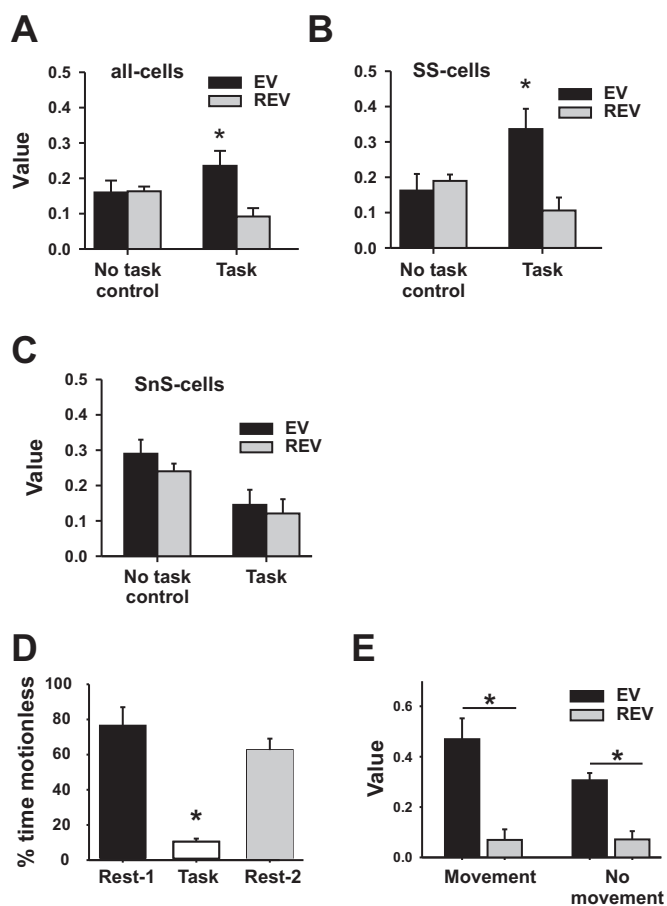 A
all-cells
EV
REV
*
Value
0.5
0.4
0.3
0.2
0.1
0.0
No task
control
Task
B
SS-cells
EV
REV
*
0.5
0.4
0.3
0.2
0.1
0.0
No task
control
Task
C
SnS-cells
EV
REV
Value
0.5
0.4
0.3
0.2
0.1
0.0
No task
control
Task
D
% time motionless
100
80
60
40
20
0
*
Rest-1
Task
Rest-2
E
EV
REV
Value
0.6
0.4
0.2
0.0
*
*
Movement
No
movement